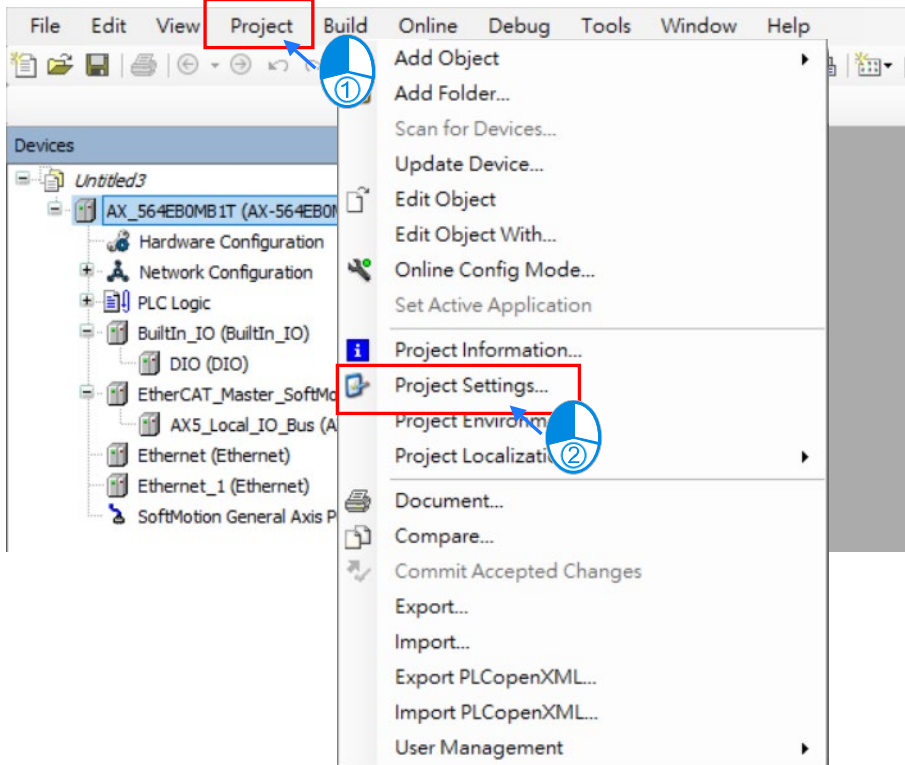 File Edit View Project Build Online Debug Tools Window Help
①
Devices
Untitled3
AX_564EB0MB1T (AX-564EB0M
Hardware Configuration
Network Configuration
PLC Logic
BuiltIn_IO (BuiltIn_IO)
DIO (DIO)
EtherCAT_Master_SoftMo
AX5_Local_IO_Bus (A
Ethernet (Ethernet)
Ethernet_1 (Ethernet)
SoftMotion General Axis P
Add Object
Add Folder...
Scan for Devices...
Update Device...
Edit Object
Edit Object With...
Online Config Mode...
Set Active Application
Project Information...
Project Settings...
Project Environm
Project Localizatio
②
Document...
Compare...
Commit Accepted Changes
Export...
Import...
Export PLCopenXML...
Import PLCopenXML...
User Management